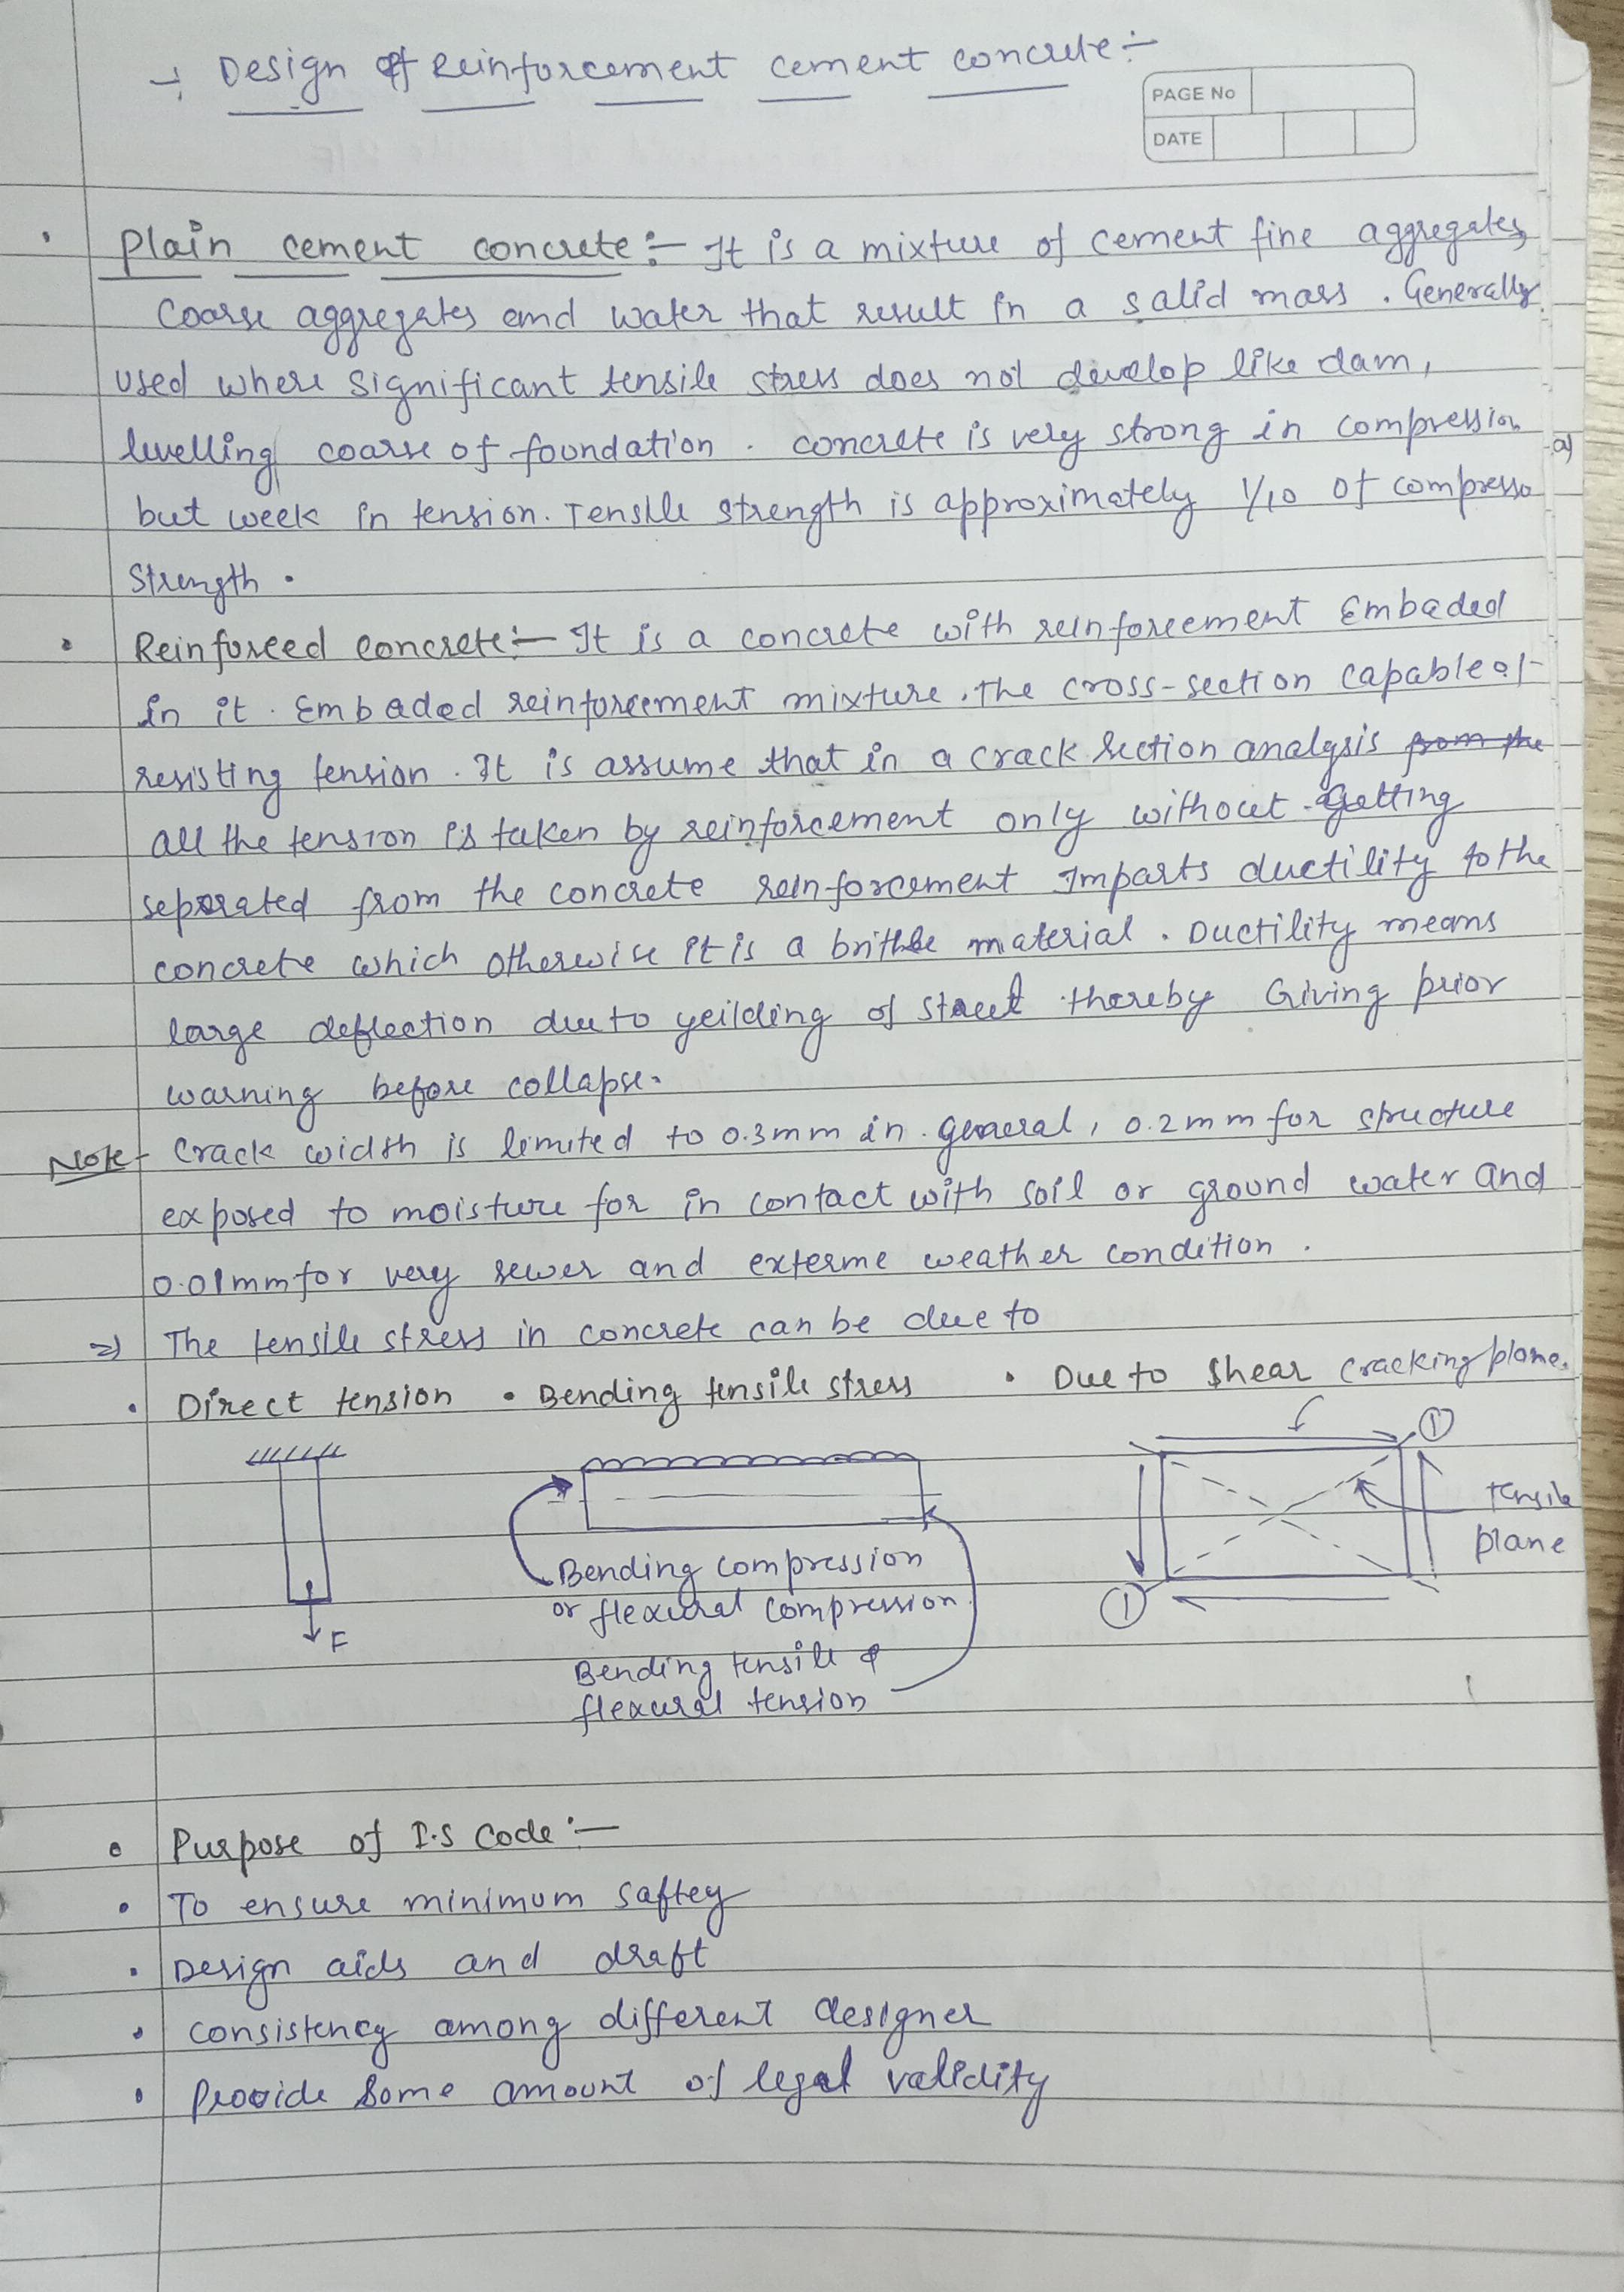 → Design of Reinforcement cement concrete:-
PAGE No
DATE
• Plain cement concrete:- It is a mixture of cement fine aggregates,
Coarse aggregates and water that result in a salid mass. Generally
used where significant tensile stress does not develop like dam,
levelling coarse of foundation. concrete is very strong in compression
a)
but week in tension. Tensile strength is approximately 1/10 of compresso
strength.
• Reinforced concrete:- It is a concrete with reinforcement Embaded
in it. Embaded reinforcement mixture. The cross-section capable of
resisting tension. It is assume that in a crack section analysis from the
all the tension is taken by reinforcement only without getting
seperated from the concrete reinforcement Imparts ductility to the
concrete which otherwise it is a brittle material. Ductility means
large deflection due to yeilding of steel thereby Giving prior
warning before collapse.
Note- Crack width is limited to 0.3mm in general, 0.2mm for structure
exposed to moisture for in contact with soil or ground water and
0.01mm for very sewer and exterme weather condition.
⇒ The tensile stress in concrete can be due to
• Direct tension • Bending tensile stress • Due to shear cracking plane.
①
tensile
plane
Bending compression
or flexural compression
①
F
Bending tensile &
flexural tension
• Purpose of I.S Code:-
• To ensure minimum saftey
• Design aids and draft
• consistency among different designer
• Provide some amount of legal validity